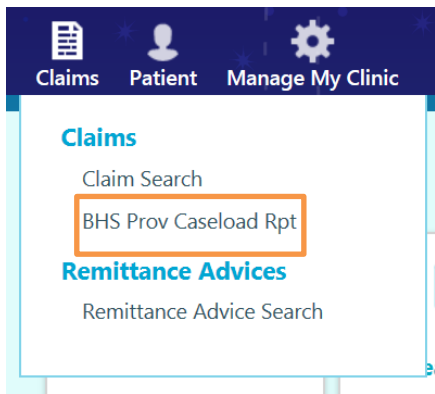 Claims Patient Manage My Clinic
Claims
Claim Search
BHS Prov Caseload Rpt
Remittance Advices
Remittance Advice Search